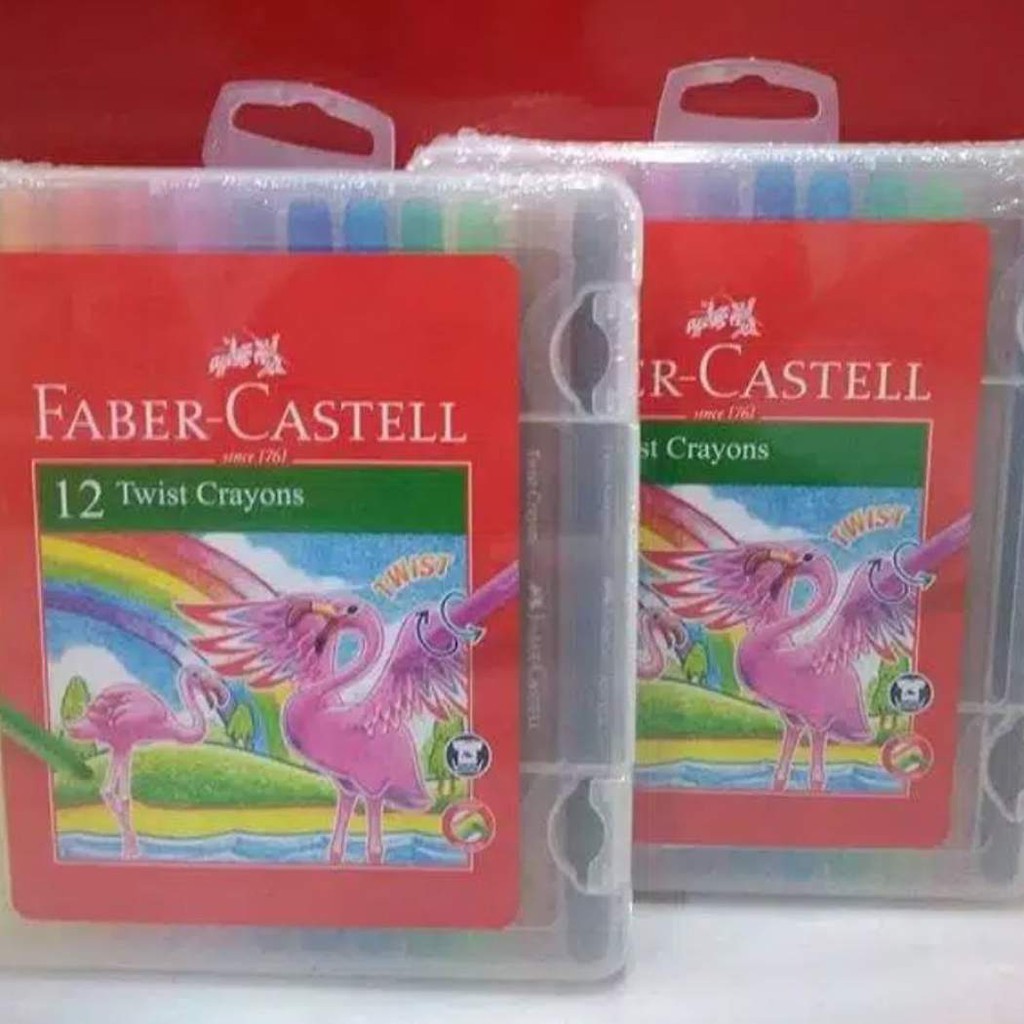 FABER-CASTELL
since 1761
12 Twist Crayons
TWIST
ER-CASTELL
since 1761
st Crayons
TWIST